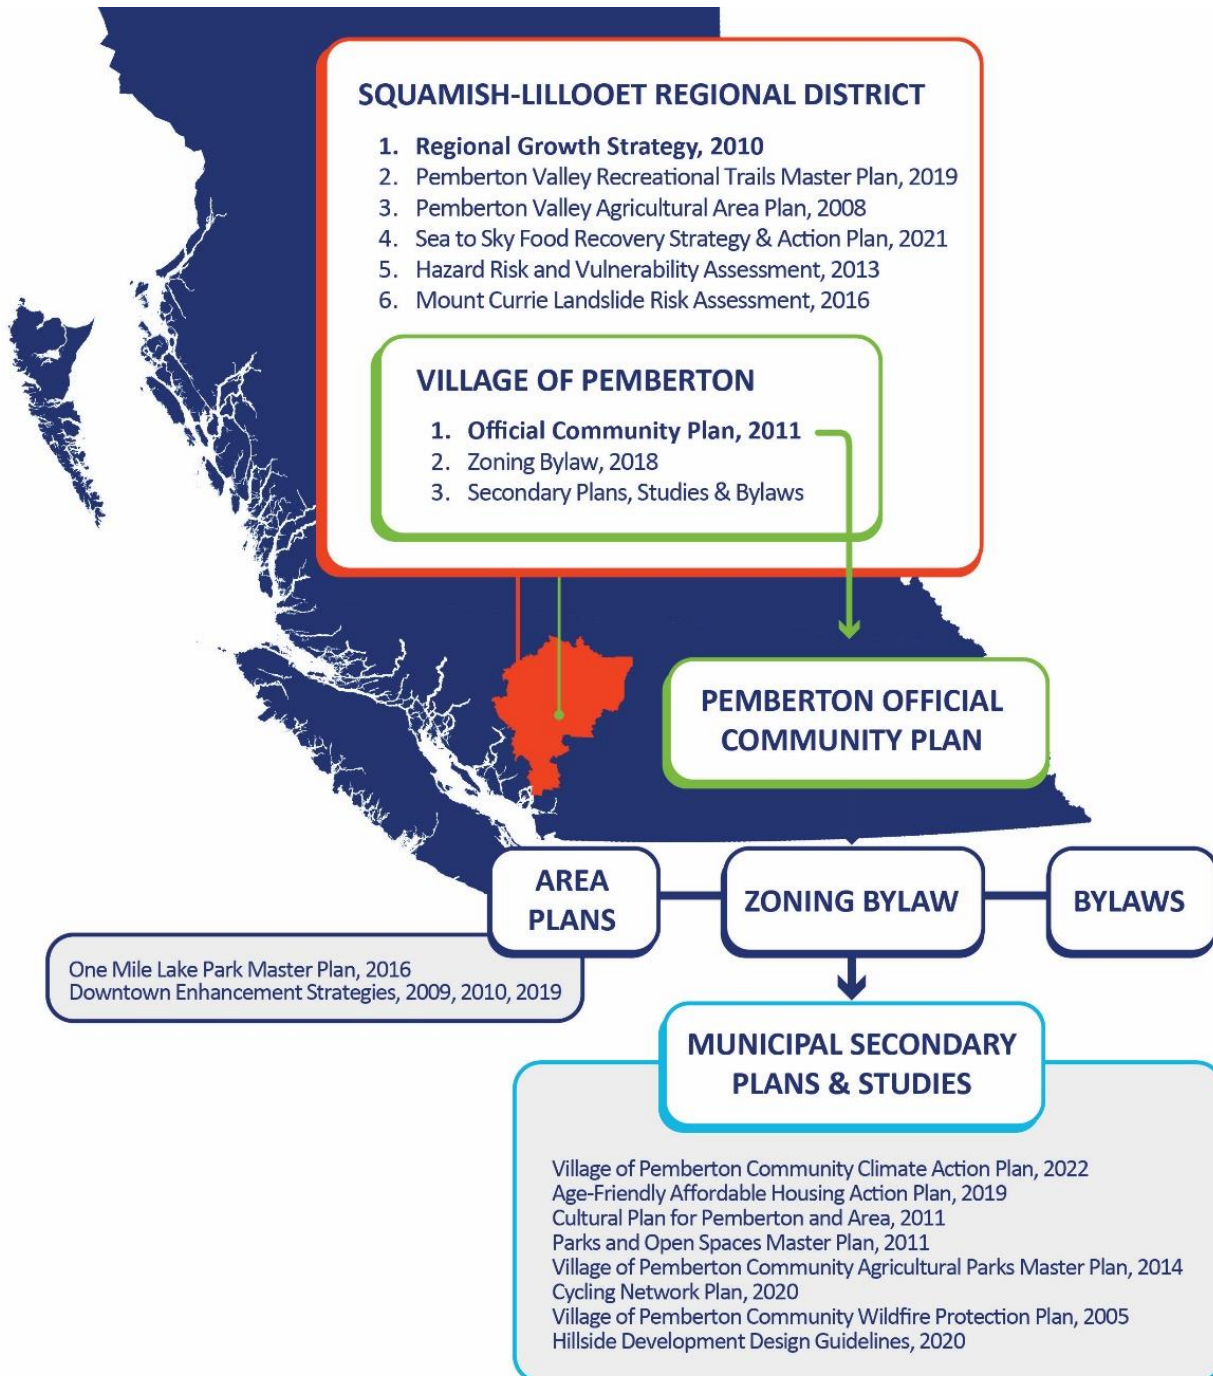 SQUAMISH-LILLOOET REGIONAL DISTRICT
1. Regional Growth Strategy, 2010
2. Pemberton Valley Recreational Trails Master Plan, 2019
3. Pemberton Valley Agricultural Area Plan, 2008
4. Sea to Sky Food Recovery Strategy & Action Plan, 2021
5. Hazard Risk and Vulnerability Assessment, 2013
6. Mount Currie Landslide Risk Assessment, 2016
VILLAGE OF PEMBERTON
1. Official Community Plan, 2011
2. Zoning Bylaw, 2018
3. Secondary Plans, Studies & Bylaws
PEMBERTON OFFICIAL
COMMUNITY PLAN
AREA
PLANS
ZONING BYLAW
BYLAWS
One Mile Lake Park Master Plan, 2016
Downtown Enhancement Strategies, 2009, 2010, 2019
MUNICIPAL SECONDARY
PLANS & STUDIES
Village of Pemberton Community Climate Action Plan, 2022
Age-Friendly Affordable Housing Action Plan, 2019
Cultural Plan for Pemberton and Area, 2011
Parks and Open Spaces Master Plan, 2011
Village of Pemberton Community Agricultural Parks Master Plan, 2014
Cycling Network Plan, 2020
Village of Pemberton Community Wildfire Protection Plan, 2005
Hillside Development Design Guidelines, 2020